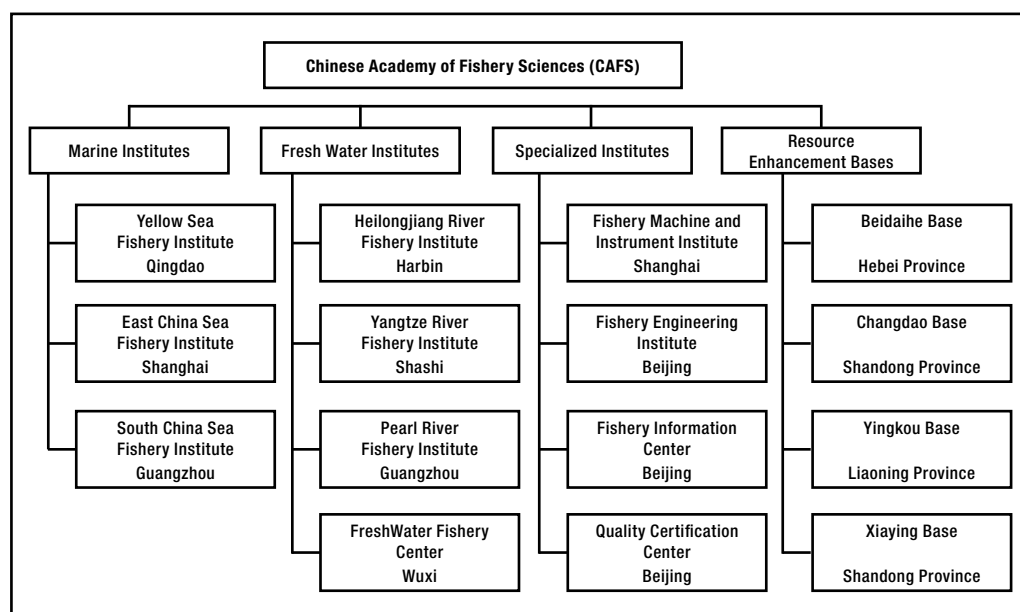 Chinese Academy of Fishery Sciences (CAFS)
Marine Institutes
Fresh Water Institutes
Specialized Institutes
Resource
Enhancement Bases
Yellow Sea
Fishery Institute
Qingdao
East China Sea
Fishery Institute
Shanghai
South China Sea
Fishery Institute
Guangzhou
Heilongjiang River
Fishery Institute
Harbin
Yangtze River
Fishery Institute
Shashi
Pearl River
Fishery Institute
Guangzhou
FreshWater Fishery
Center
Wuxi
Fishery Machine and
Instrument Institute
Shanghai
Fishery Engineering
Institute
Beijing
Fishery Information
Center
Beijing
Quality Certification
Center
Beijing
Beidaihe Base
Hebei Province
Changdao Base
Shandong Province
Yingkou Base
Liaoning Province
Xiaying Base
Shandong Province